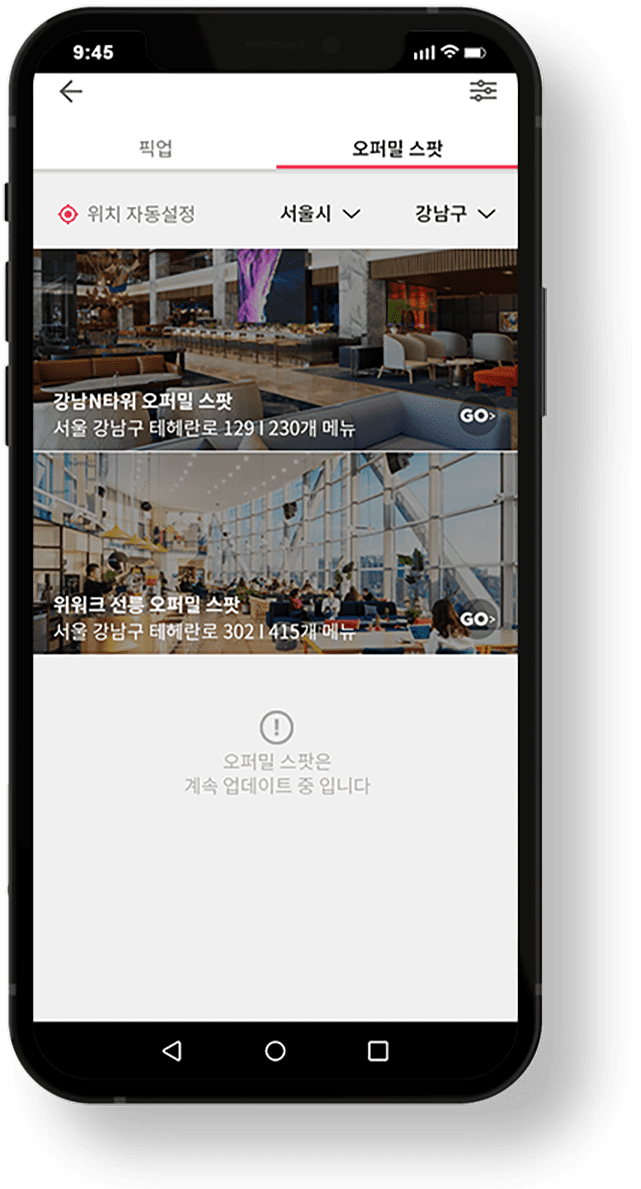 9:45
픽업
오퍼밀 스팟
위치 자동설정
서울시
강남구
강남N타워 오퍼밀 스팟
서울 강남구 테헤란로 129 I 230개 메뉴
GO>
위워크 선릉 오퍼밀 스팟
서울 강남구 테헤란로 302 I 415개 메뉴
GO>
오퍼밀 스팟은
계속 업데이트 중 입니다